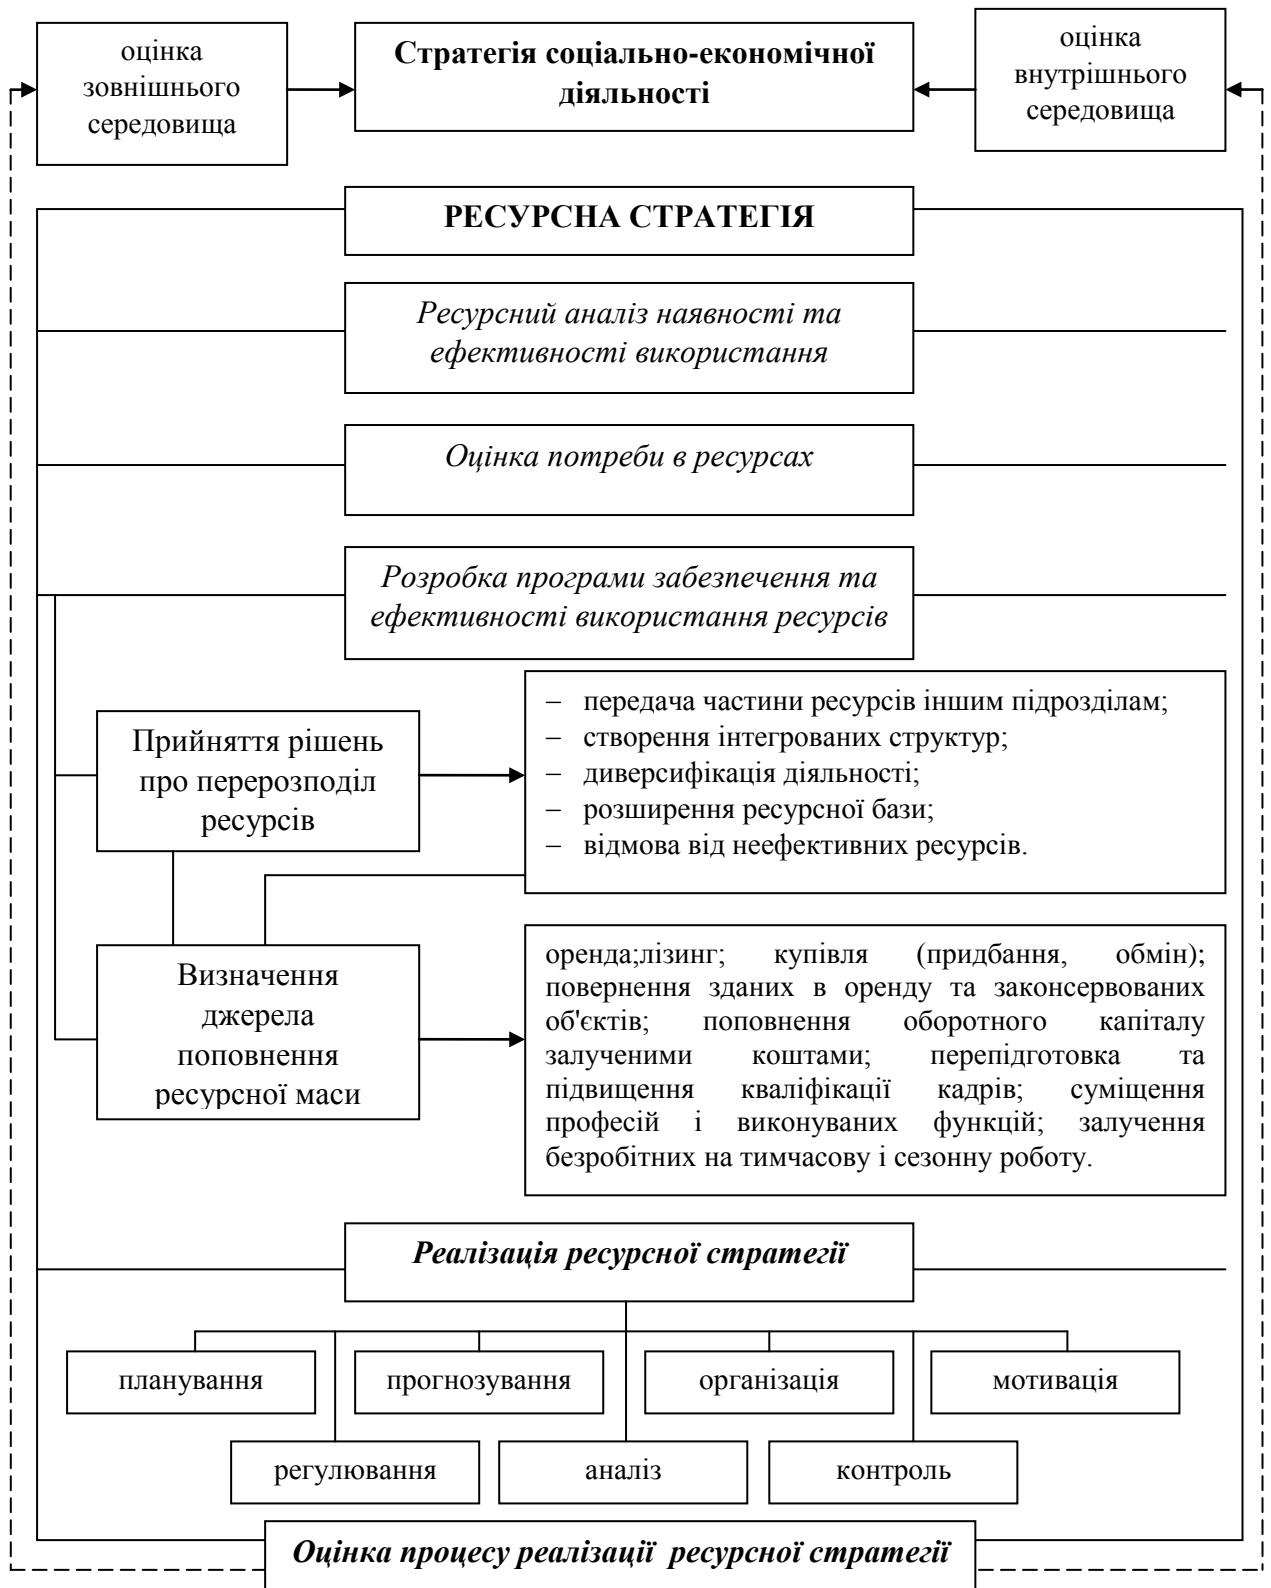 оцінка
зовнішнього
середовища
Стратегія соціально-економічної
діяльності
оцінка
внутрішнього
середовища
РЕСУРСНА СТРАТЕГІЯ
Ресурсний аналіз наявності та
ефективності використання
Оцінка потреби в ресурсах
Розробка програми забезпечення та
ефективності використання ресурсів
Прийняття рішень
про перерозподіл
ресурсів
– передача частини ресурсів іншим підрозділам;
– створення інтегрованих структур;
– диверсифікація діяльності;
– розширення ресурсної бази;
– відмова від неефективних ресурсів.
Визначення
джерела
поповнення
ресурсної маси
оренда;лізинг; купівля (придбання, обмін);
повернення зданих в оренду та законсервованих
об'єктів; поповнення оборотного капіталу
залученими коштами; перепідготовка та
підвищення кваліфікації кадрів; суміщення
професій і виконуваних функцій; залучення
безробітних на тимчасову і сезонну роботу.
Реалізація ресурсної стратегії
планування
прогнозування
організація
мотивація
регулювання
аналіз
контроль
Оцінка процесу реалізації ресурсної стратегії